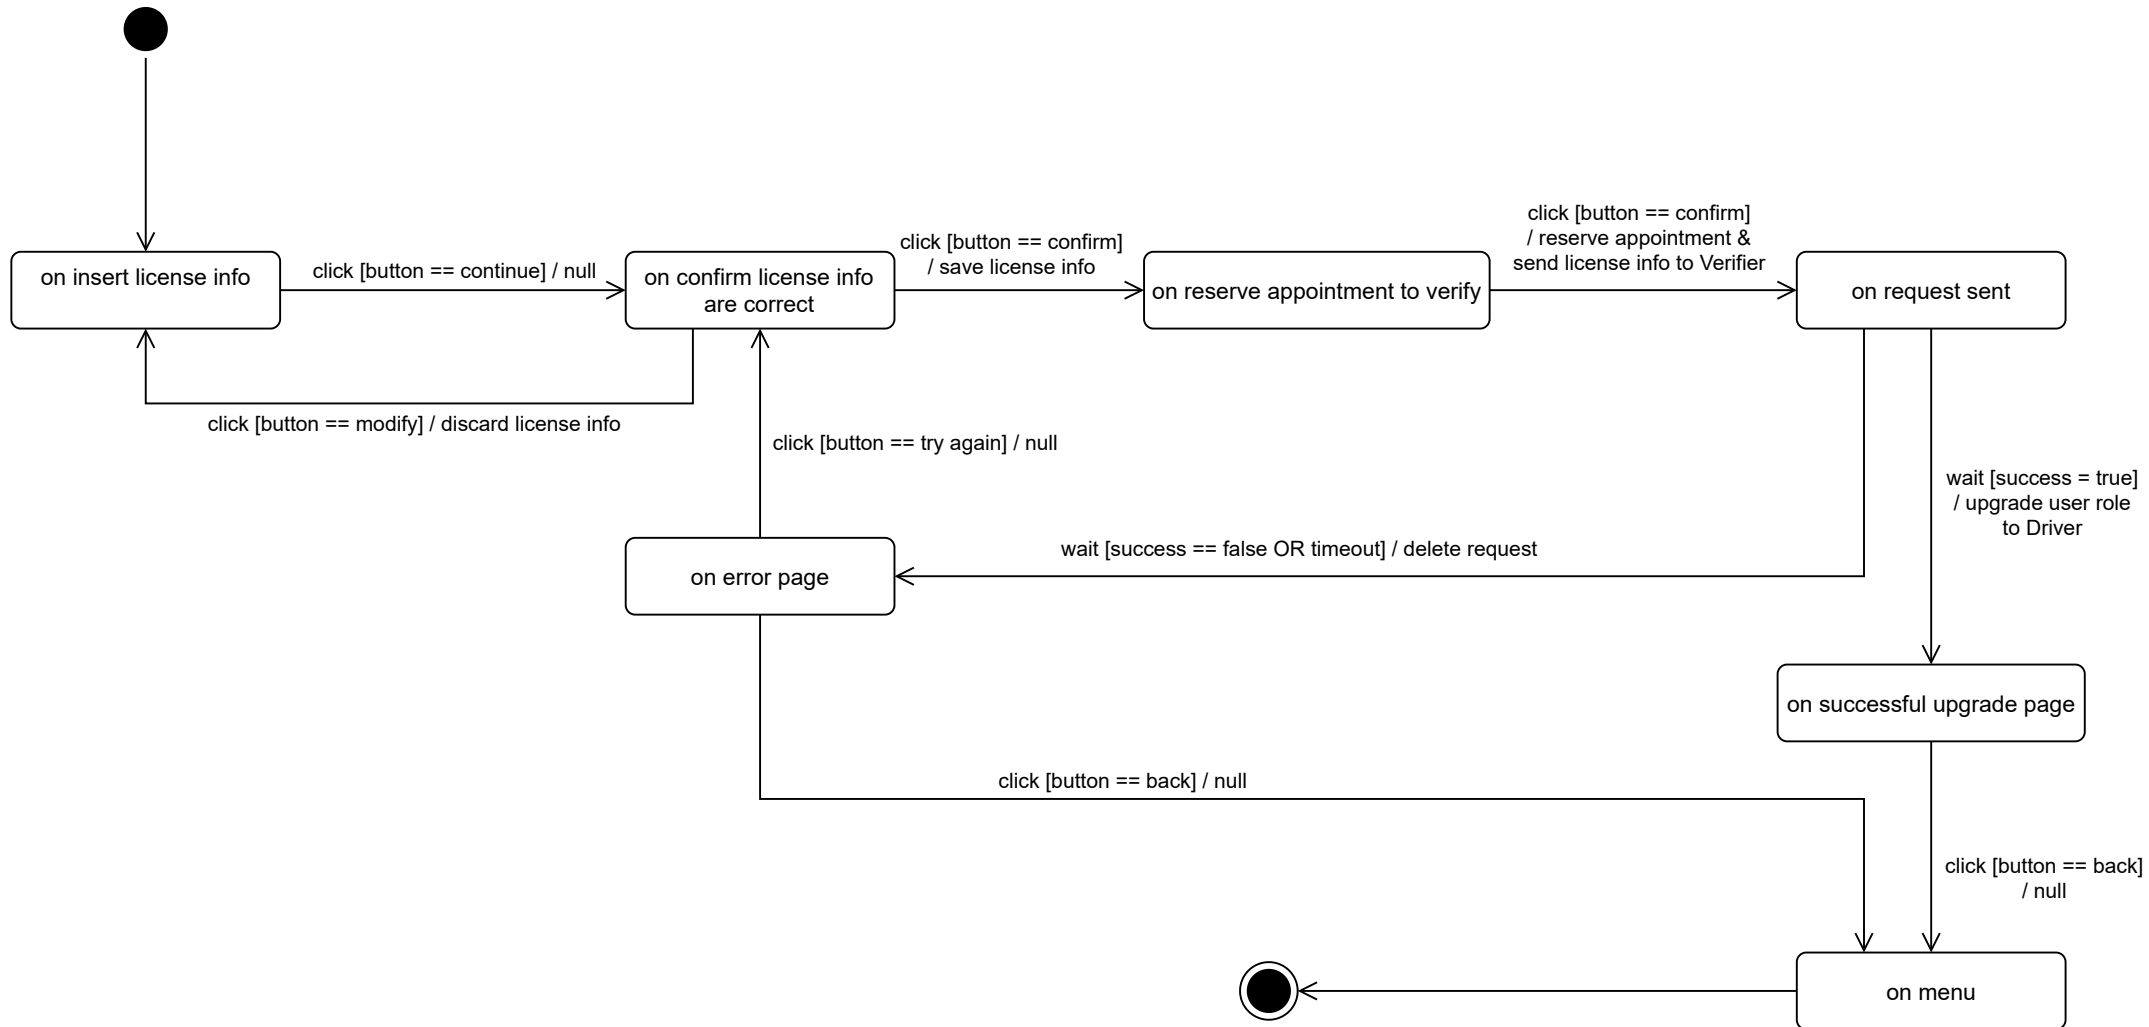 click [button == confirm]
/ reserve appointment &
send license info to Verifier
click [button == confirm]
/ save license info
on insert license info
click [button == continue] / null
on confirm license info
are correct
on reserve appointment to verify
on request sent
click [button == modify] / discard license info
click [button == try again] / null
wait [success = true]
/ upgrade user role
to Driver
wait [success == false OR timeout] / delete request
on error page
on successful upgrade page
click [button == back] / null
click [button == back]
/ null
on menu